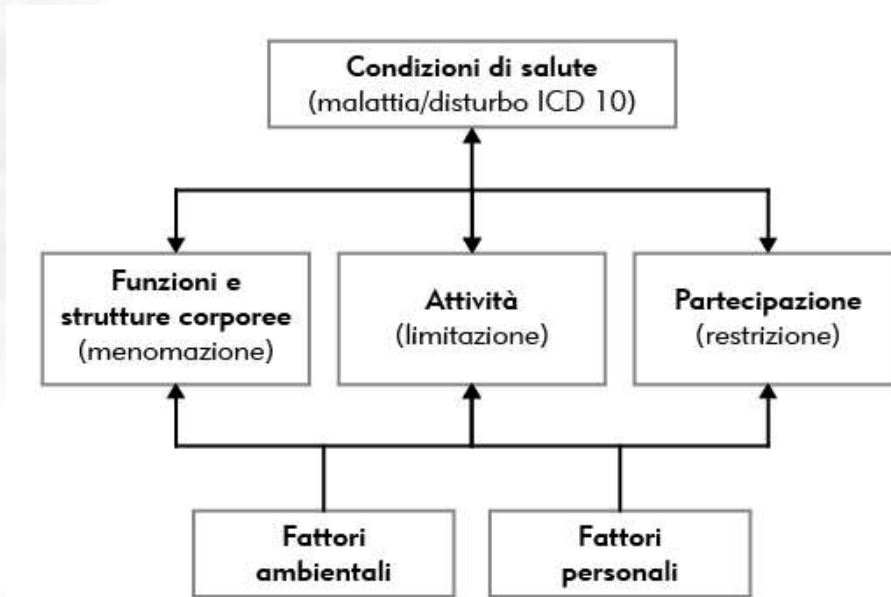 Condizioni di salute
(malattia/disturbo ICD 10)
Funzioni e
strutture corporee
(menomazione)
Attività
(limitazione)
Partecipazione
(restrizione)
Fattori
ambientali
Fattori
personali